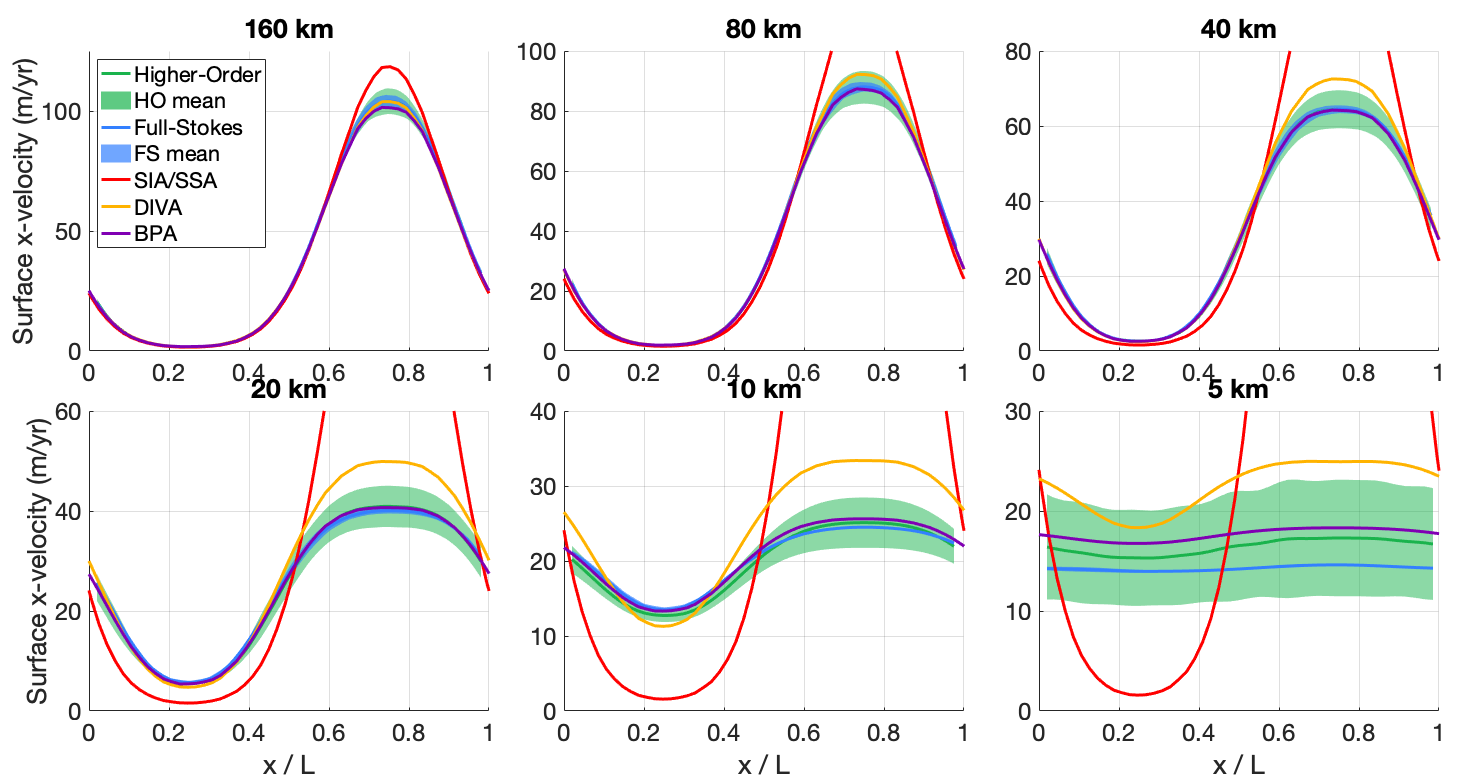 160 km
80 km
40 km
Surface x-velocity (m/yr)
100
50
0
Higher-Order
HO mean
Full-Stokes
FS mean
SIA/SSA
DIVA
BPA
0 0.2 0.4 0.6 0.8 1
100
80
60
40
20
0
0 0.2 0.4 0.6 0.8 1
80
60
40
20
0
0 0.2 0.4 0.6 0.8 1
20 km
10 km
5 km
Surface x-velocity (m/yr)
60
40
20
0
0 0.2 0.4 0.6 0.8 1
x / L
40
30
20
10
0
0 0.2 0.4 0.6 0.8 1
x / L
30
20
10
0
0 0.2 0.4 0.6 0.8 1
x / L